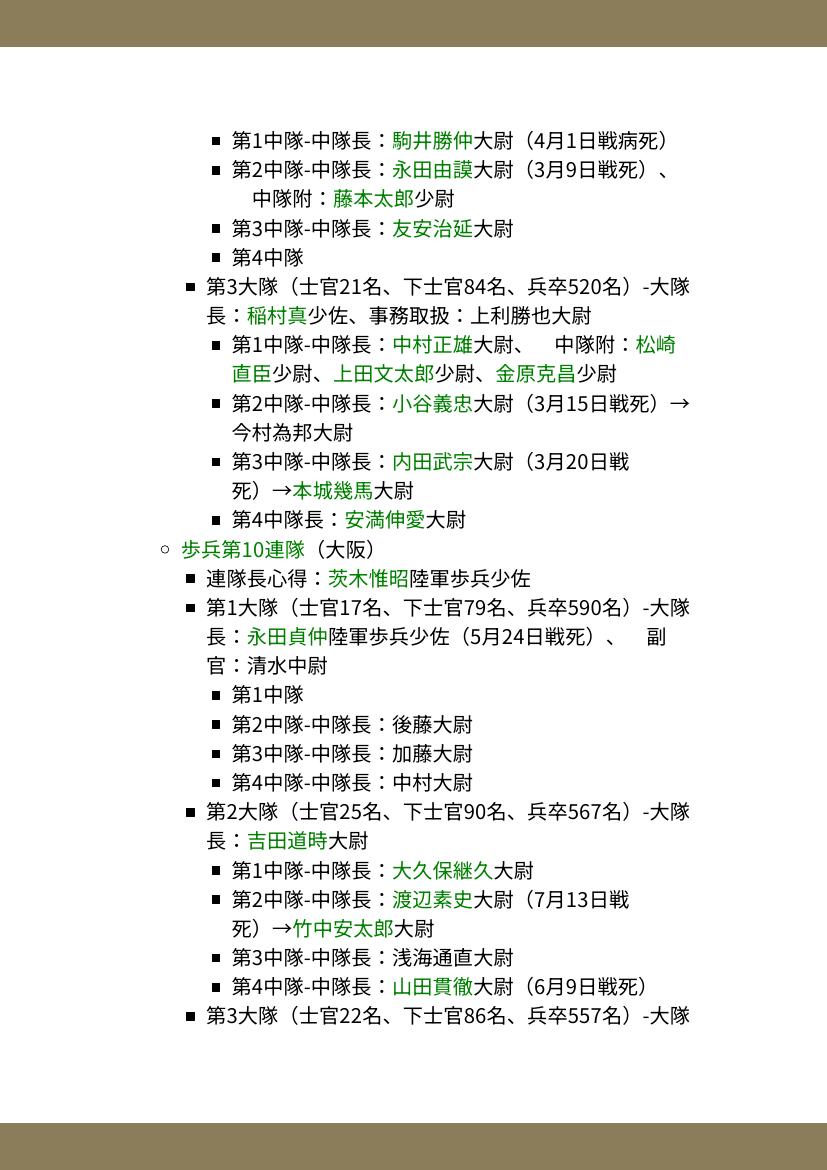 第1中隊-中隊長：駒井勝仲大尉（4月1日戦病死）
第2中隊-中隊長：永田由謨大尉（3月9日戦死）、
中隊附：藤本太郎少尉
第3中隊-中隊長：友安治延大尉
第4中隊
第3大隊（士官21名、下士官84名、兵卒520名）-大隊
長：稲村真少佐、事務取扱：上利勝也大尉
第1中隊-中隊長：中村正雄大尉、　中隊附：松崎
直臣少尉、上田文太郎少尉、金原克昌少尉
第2中隊-中隊長：小谷義忠大尉（3月15日戦死）→
今村為邦大尉
第3中隊-中隊長：内田武宗大尉（3月20日戦
死）→本城幾馬大尉
第4中隊長：安満伸愛大尉
歩兵第10連隊（大阪）
連隊長心得：茨木惟昭陸軍歩兵少佐
第1大隊（士官17名、下士官79名、兵卒590名）-大隊
長：永田貞仲陸軍歩兵少佐（5月24日戦死）、　副
官：清水中尉
第1中隊
第2中隊-中隊長：後藤大尉
第3中隊-中隊長：加藤大尉
第4中隊-中隊長：中村大尉
第2大隊（士官25名、下士官90名、兵卒567名）-大隊
長：吉田道時大尉
第1中隊-中隊長：大久保継久大尉
第2中隊-中隊長：渡辺素史大尉（7月13日戦
死）→竹中安太郎大尉
第3中隊-中隊長：浅海通直大尉
第4中隊-中隊長：山田貫徹大尉（6月9日戦死）
第3大隊（士官22名、下士官86名、兵卒557名）-大隊